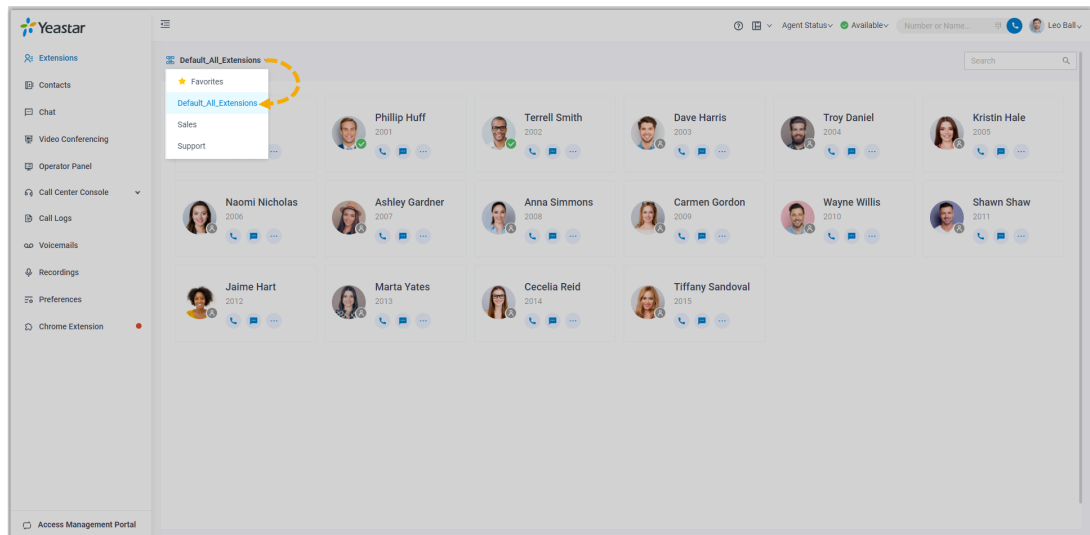 Yeastar
Agent Status
Available
Number or Name...
Leo Ball
Extensions
Contacts
Chat
Video Conferencing
Operator Panel
Call Center Console
Call Logs
Voicemails
Recordings
Preferences
Chrome Extension
Access Management Portal
Default_All_Extensions
Search
Favorites
Default_All_Extensions
Sales
Support
Phillip Huff
2001
Terrell Smith
2002
Dave Harris
2003
Troy Daniel
2004
Kristin Hale
2005
Naomi Nicholas
2006
Ashley Gardner
2007
Anna Simmons
2008
Carmen Gordon
2009
Wayne Willis
2010
Shawn Shaw
2011
Jaime Hart
2012
Marta Yates
2013
Cecelia Reid
2014
Tiffany Sandoval
2015